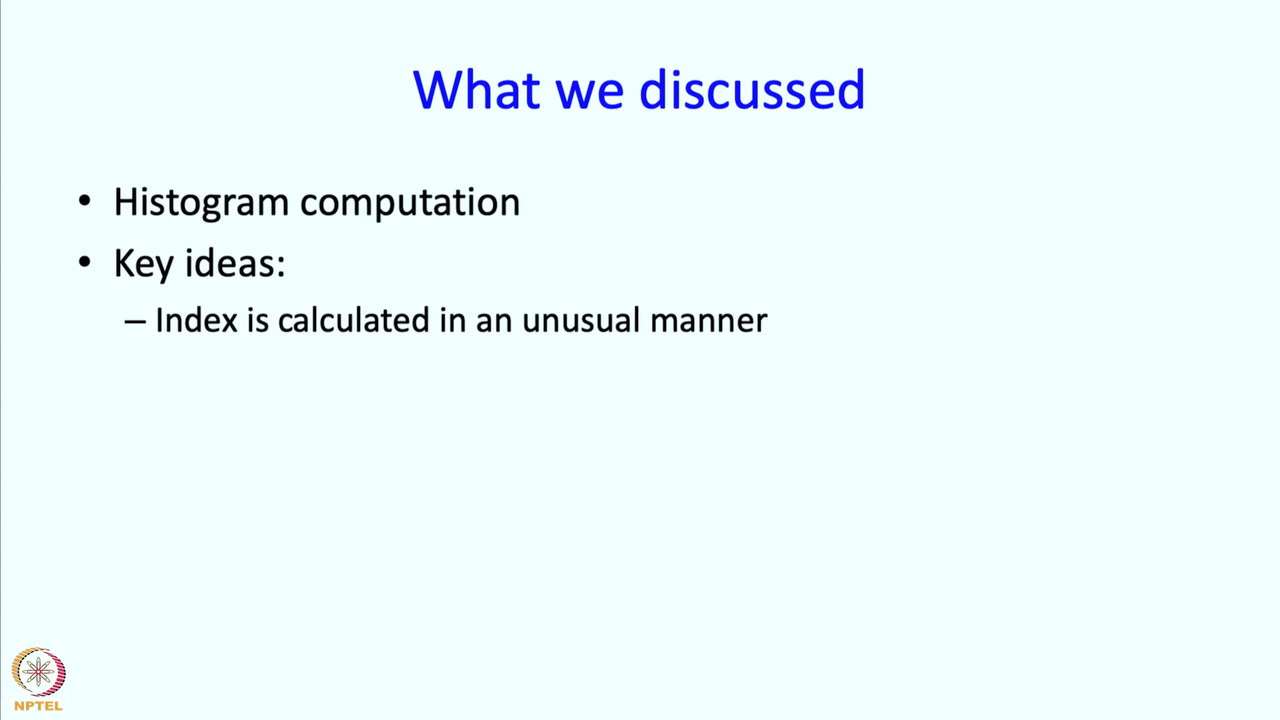 What we discussed
• Histogram computation
• Key ideas:
– Index is calculated in an unusual manner
NPTEL